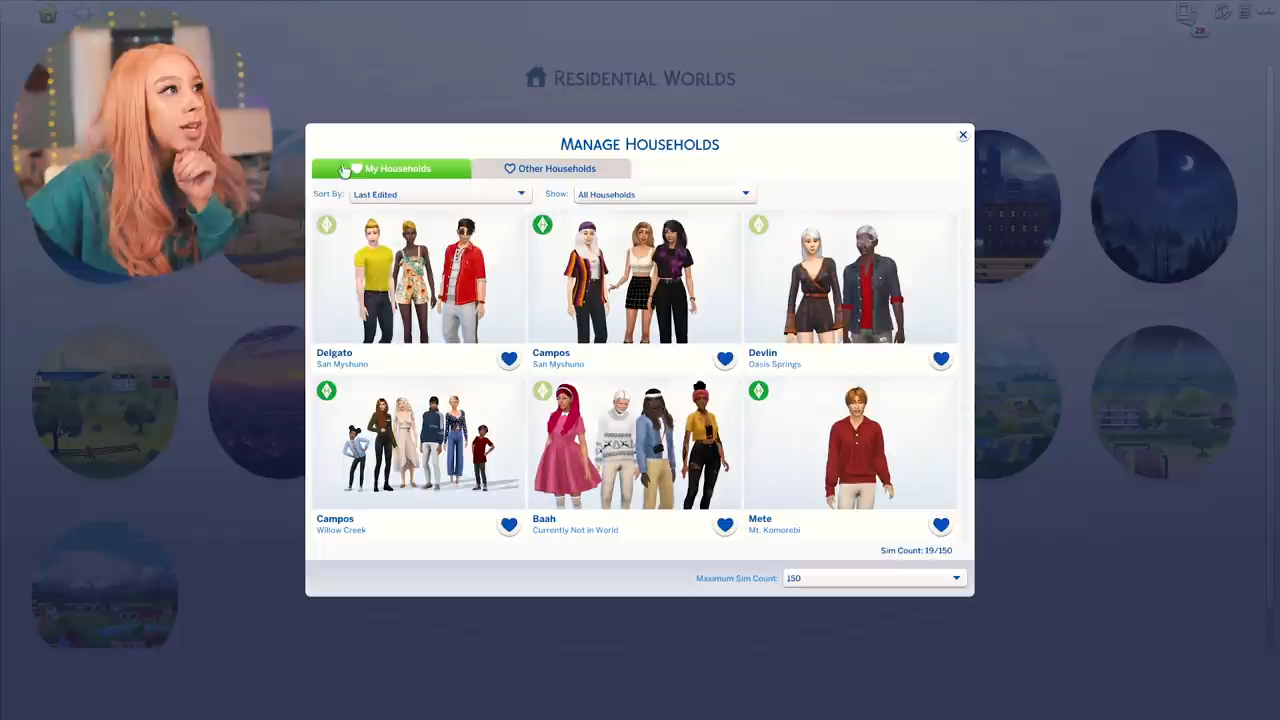 28
RESIDENTIAL WORLDS
MANAGE HOUSEHOLDS
My Households
Other Households
Sort By: Last Edited
Show: All Households
Delgato
San Myshuno
Campos
San Myshuno
Devlin
Oasis Springs
Campos
Willow Creek
Baah
Currently Not in World
Mete
Mt. Komorebi
Sim Count: 19/150
Maximum Sim Count: 150